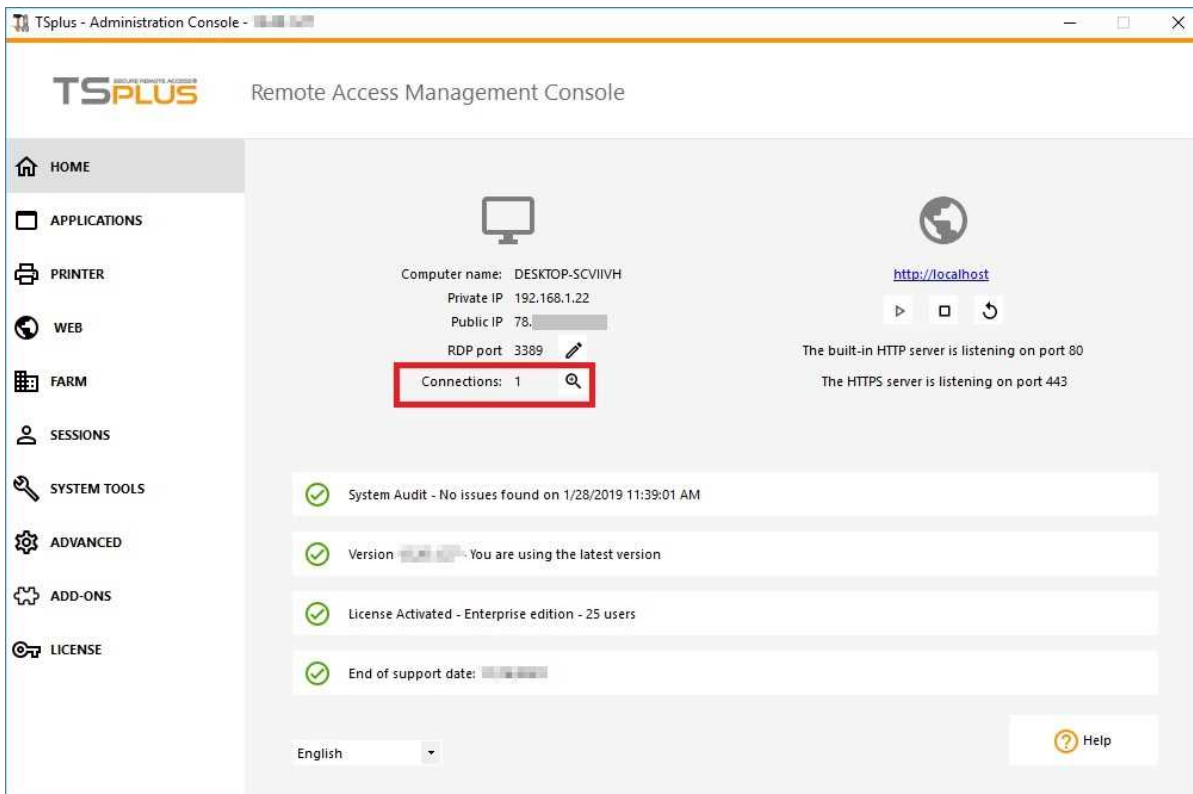 TSplus - Administration Console -
TSPLUS
SECURE REMOTE ACCESS
Remote Access Management Console
HOME
APPLICATIONS
PRINTER
WEB
FARM
SESSIONS
SYSTEM TOOLS
ADVANCED
ADD-ONS
LICENSE
Computer name: DESKTOP-SCVIIVH
Private IP 192.168.1.22
Public IP 78.
RDP port 3389
Connections: 1
http://localhost
The built-in HTTP server is listening on port 80
The HTTPS server is listening on port 443
System Audit - No issues found on 1/28/2019 11:39:01 AM
Version - You are using the latest version
License Activated - Enterprise edition - 25 users
End of support date:
English
Help